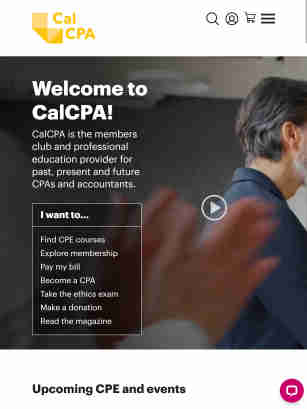 Cal
CPA
Welcome to
CalCPA!
CalCPA is the members
club and professional
education provider for
past, present and future
CPAs and accountants.
I want to...
Find CPE courses
Explore membership
Pay my bill
Become a CPA
Take the ethics exam
Make a donation
Read the magazine
Upcoming CPE and events